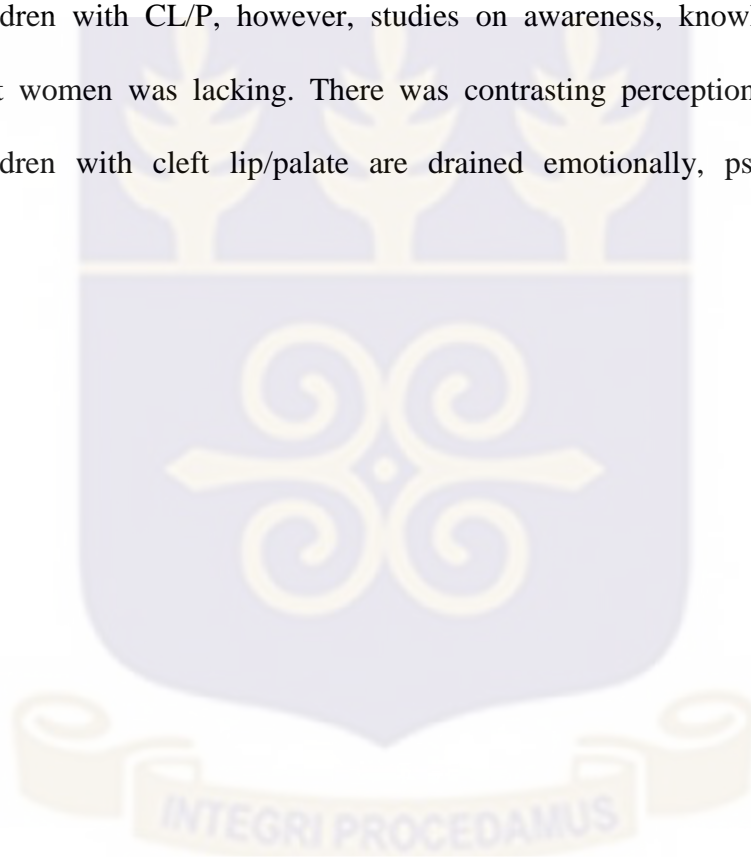 dren with CL/P, however, studies on awareness, knowl
t women was lacking. There was contrasting perception
dren with cleft lip/palate are drained emotionally, ps
INTEGRI PROCEDAMUS